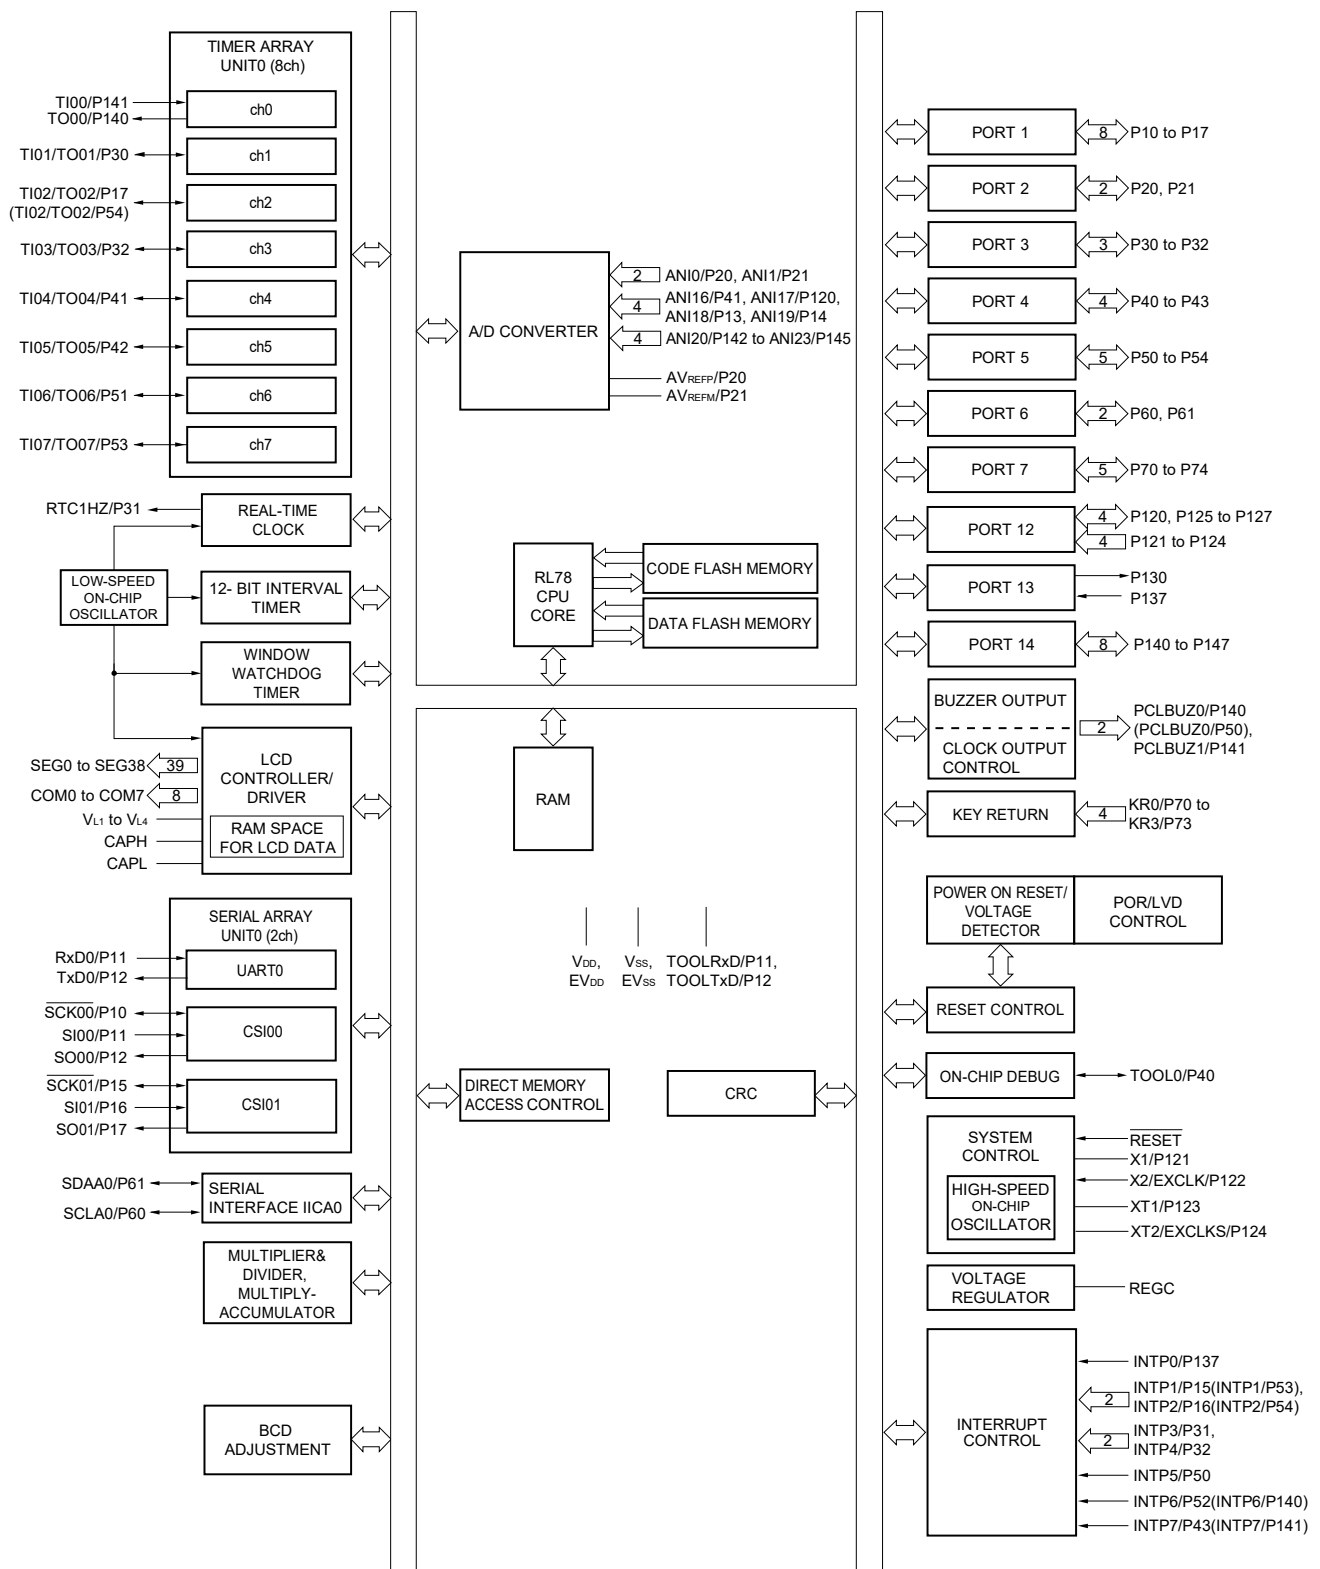 TIMER ARRAY
UNIT0 (8ch)
TI00/P141
TO00/P140
ch0
TI01/TO01/P30
ch1
TI02/TO02/P17
(TI02/TO02/P54)
ch2
TI03/TO03/P32
ch3
TI04/TO04/P41
ch4
TI05/TO05/P42
ch5
TI06/TO06/P51
ch6
TI07/TO07/P53
ch7
RTC1HZ/P31
REAL-TIME
CLOCK
LOW-SPEED
ON-CHIP
OSCILLATOR
12- BIT INTERVAL
TIMER
WINDOW
WATCHDOG
TIMER
LCD
CONTROLLER/
DRIVER
RAM SPACE
FOR LCD DATA
SEG0 to SEG38
39
COM0 to COM7
8
VL1 to VL4
CAPH
CAPL
SERIAL ARRAY
UNIT0 (2ch)
RxD0/P11
TxD0/P12
UART0
SCK00/P10
SI00/P11
SO00/P12
CSI00
SCK01/P15
SI01/P16
SO01/P17
CSI01
SDAA0/P61
SCLA0/P60
SERIAL
INTERFACE IICA0
MULTIPLIER&
DIVIDER,
MULTIPLY-
ACCUMULATOR
BCD
ADJUSTMENT
A/D CONVERTER
2
ANI0/P20, ANI1/P21
4
ANI16/P41, ANI17/P120,
ANI18/P13, ANI19/P14
4
ANI20/P142 to ANI23/P145
AVREFP/P20
AVREFM/P21
RL78
CPU
CORE
CODE FLASH MEMORY
DATA FLASH MEMORY
RAM
VDD,
EVDD
VSS,
EVSS
TOOLRxD/P11,
TOOLTxD/P12
DIRECT MEMORY
ACCESS CONTROL
CRC
PORT 1
8
P10 to P17
PORT 2
2
P20, P21
PORT 3
3
P30 to P32
PORT 4
4
P40 to P43
PORT 5
5
P50 to P54
PORT 6
2
P60, P61
PORT 7
5
P70 to P74
PORT 12
4
P120, P125 to P127
4
P121 to P124
PORT 13
P130
P137
PORT 14
8
P140 to P147
BUZZER OUTPUT
CLOCK OUTPUT
CONTROL
2
PCLBUZ0/P140
(PCLBUZ0/P50),
PCLBUZ1/P141
KEY RETURN
4
KR0/P70 to
KR3/P73
POWER ON RESET/
VOLTAGE
DETECTOR
POR/LVD
CONTROL
RESET CONTROL
ON-CHIP DEBUG
TOOL0/P40
SYSTEM
CONTROL
HIGH-SPEED
ON-CHIP
OSCILLATOR
RESET
X1/P121
X2/EXCLK/P122
XT1/P123
XT2/EXCLKS/P124
VOLTAGE
REGULATOR
REGC
INTERRUPT
CONTROL
INTP0/P137
2
INTP1/P15(INTP1/P53),
INTP2/P16(INTP2/P54)
2
INTP3/P31,
INTP4/P32
INTP5/P50
INTP6/P52(INTP6/P140)
INTP7/P43(INTP7/P141)